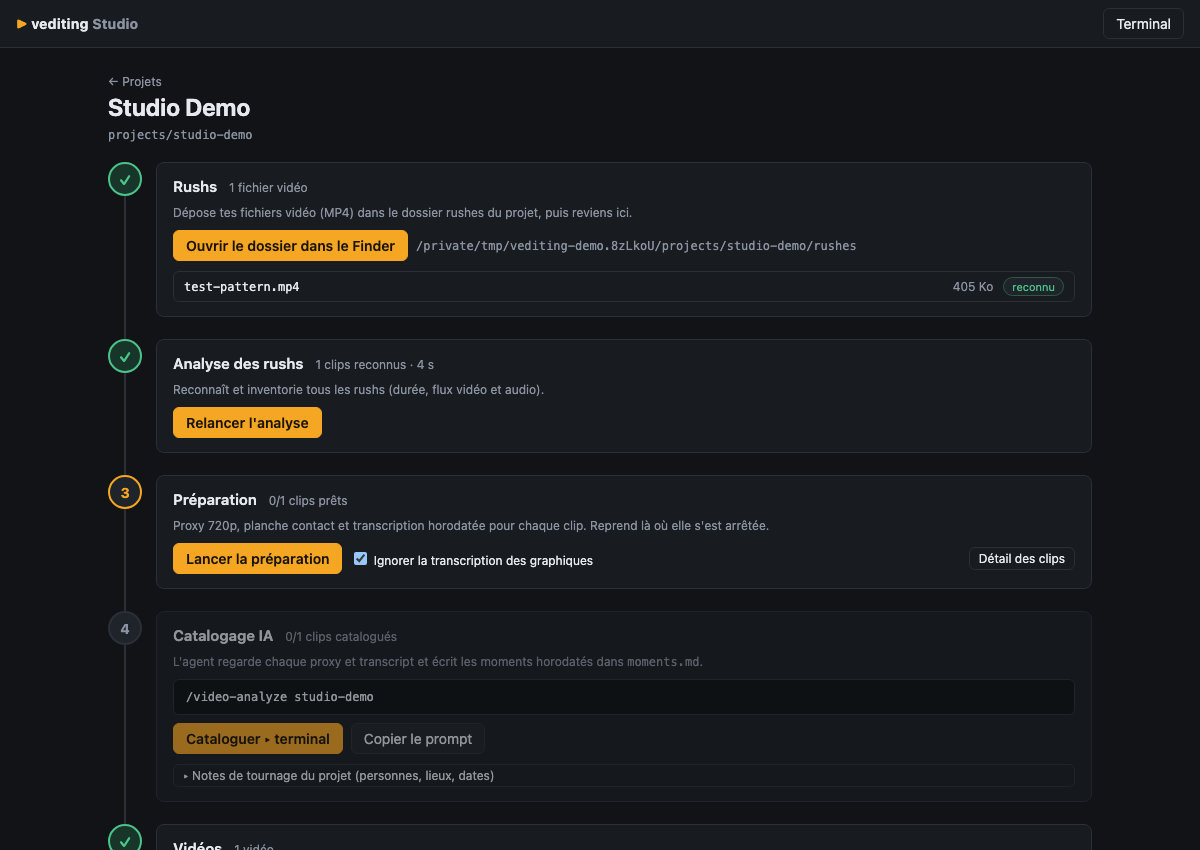 vediting Studio
Terminal
← Projets
Studio Demo
projects/studio-demo
Rushs 1 fichier vidéo
Dépose tes fichiers vidéo (MP4) dans le dossier rushes du projet, puis reviens ici.
Ouvrir le dossier dans le Finder /private/tmp/vediting-demo.8zLkoU/projects/studio-demo/rushes
test-pattern.mp4 405 Ko reconnu
Analyse des rushs 1 clips reconnus · 4 s
Reconnaît et inventorie tous les rushs (durée, flux vidéo et audio).
Relancer l'analyse
3
Préparation 0/1 clips prêts
Proxy 720p, planche contact et transcription horodatée pour chaque clip. Reprend là où elle s'est arrêtée.
Lancer la préparation Ignorer la transcription des graphiques Détail des clips
4
Catalogage IA 0/1 clips catalogués
L'agent regarde chaque proxy et transcript et écrit les moments horodatés dans moments.md.
/video-analyze studio-demo
Cataloguer ▸ terminal Copier le prompt
▸ Notes de tournage du projet (personnes, lieux, dates)
Vidéos 1 vidéo